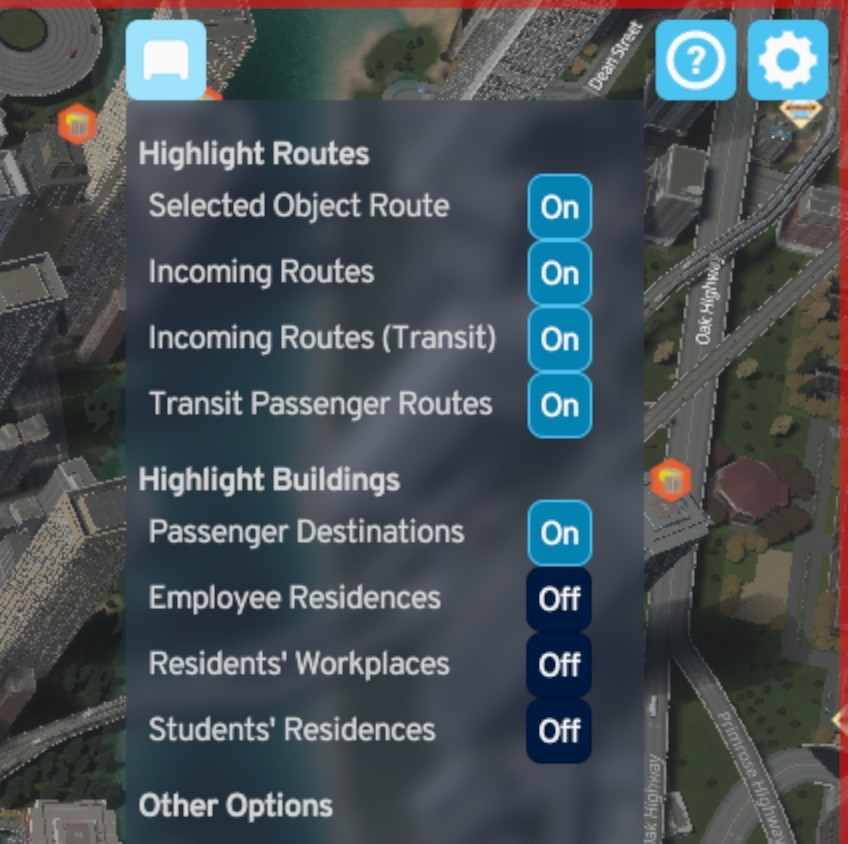 Dean Street
?
Highlight Routes
Selected Object Route On
Incoming Routes On
Incoming Routes (Transit) On
Transit Passenger Routes On
Oak Highway
Highlight Buildings
Passenger Destinations On
Employee Residences Off
Residents' Workplaces Off
Students' Residences Off
Primrose Highway
Oak Highway
Other Options